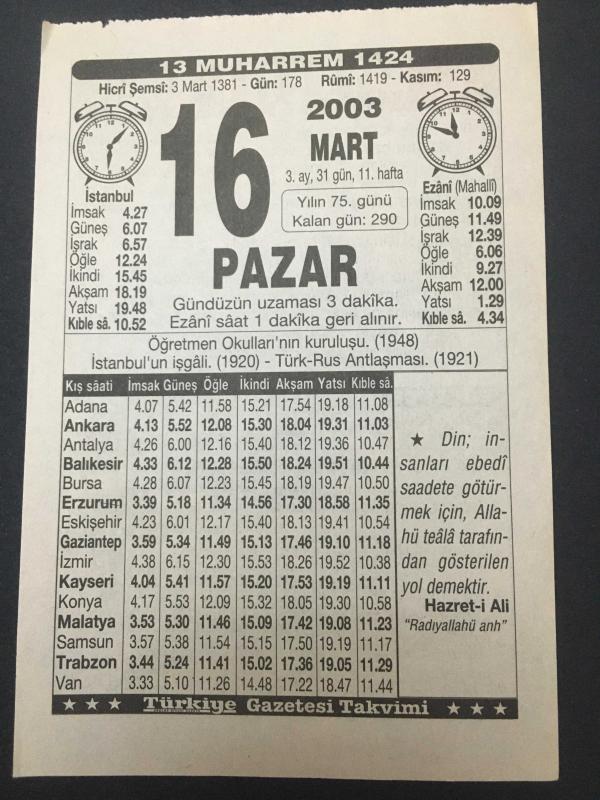 13 MUHARREM 1424
Hicrî Şemsî: 3 Mart 1381 - Gün: 178 Rûmî: 1419 - Kasım: 129
16
2003
MART
3. ay, 31 gün, 11. hafta
Yılın 75. günü
Kalan gün: 290
PAZAR
Gündüzün uzaması 3 dakîka.
Ezânî sâat 1 dakîka geri alınır.
İstanbul
İmsak 4.27
Güneş 6.07
İşrak 6.57
Öğle 12.24
İkindi 15.45
Akşam 18.19
Yatsı 19.48
Kıble sâ. 10.52
Ezânî (Mahallî)
İmsak 10.09
Güneş 11.49
İşrak 12.39
Öğle 6.06
İkindi 9.27
Akşam 12.00
Yatsı 1.29
Kıble sâ. 4.34
Öğretmen Okulları'nın kuruluşu. (1948)
İstanbul'un işgâli. (1920) - Türk-Rus Antlaşması. (1921)
Kış sâati İmsak Güneş Öğle İkindi Akşam Yatsı Kıble sâ.
Adana 4.07 5.42 11.58 15.21 17.54 19.18 11.08
Ankara 4.13 5.52 12.08 15.30 18.04 19.31 11.03
Antalya 4.26 6.00 12.16 15.40 18.12 19.36 10.47
Balıkesir 4.33 6.12 12.28 15.50 18.24 19.51 10.44
Bursa 4.28 6.07 12.23 15.45 18.19 19.47 10.50
Erzurum 3.39 5.18 11.34 14.56 17.30 18.58 11.35
Eskişehir 4.23 6.01 12.17 15.40 18.13 19.41 10.54
Gaziantep 3.59 5.34 11.49 15.13 17.46 19.10 11.18
İzmir 4.38 6.15 12.30 15.53 18.26 19.52 10.38
Kayseri 4.04 5.41 11.57 15.20 17.53 19.19 11.11
Konya 4.17 5.53 12.09 15.32 18.05 19.30 10.58
Malatya 3.53 5.30 11.46 15.09 17.42 19.08 11.23
Samsun 3.57 5.38 11.54 15.15 17.50 19.19 11.17
Trabzon 3.44 5.24 11.41 15.02 17.36 19.05 11.29
Van 3.33 5.10 11.26 14.48 17.22 18.47 11.44
★ Din; in-
sanları ebedî
saadete götür-
mek için, Alla-
hü teâlâ tarafın-
dan gösterilen
yol demektir.
Hazret-i Ali
"Radıyallahü anh"
★ ★ ★ Türkiye Gazetesi Takvimi ★ ★ ★